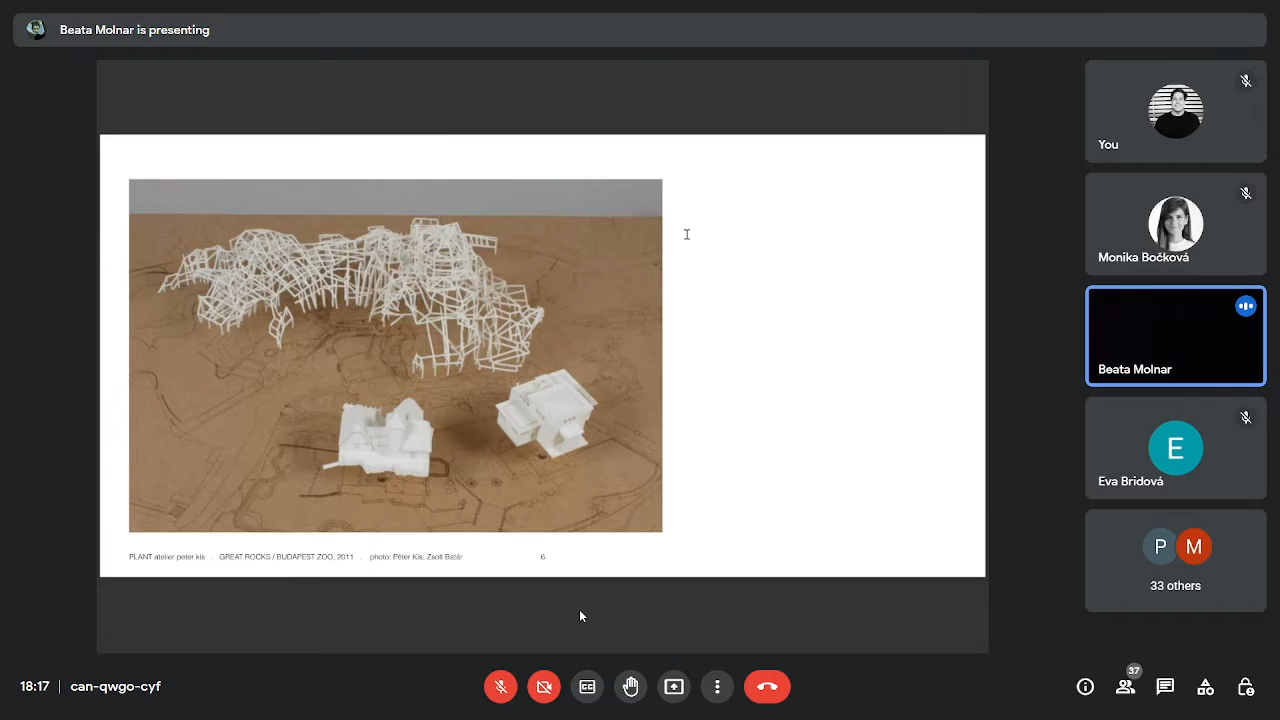 Beata Molnar is presenting
You
Monika Bočková
Beata Molnar
E
Eva Bridová
P M
33 others
PLANT atelier peter kis . GREAT ROCKS / BUDAPEST ZOO, 2011 . photo: Péter Kis, Zsolt Batár .6.
18:17 | can-qwgo-cyf
37